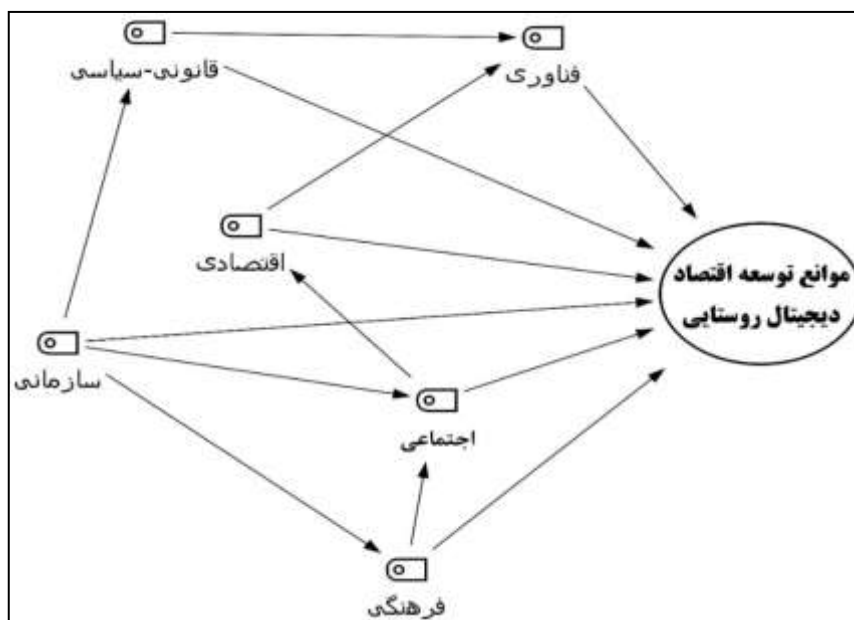 قانونی-سیاسی
فناوری
اقتصادی
موانع توسعه اقتصاد
دیجیتال روستایی
سازمانی
اجتماعی
فرهنگی